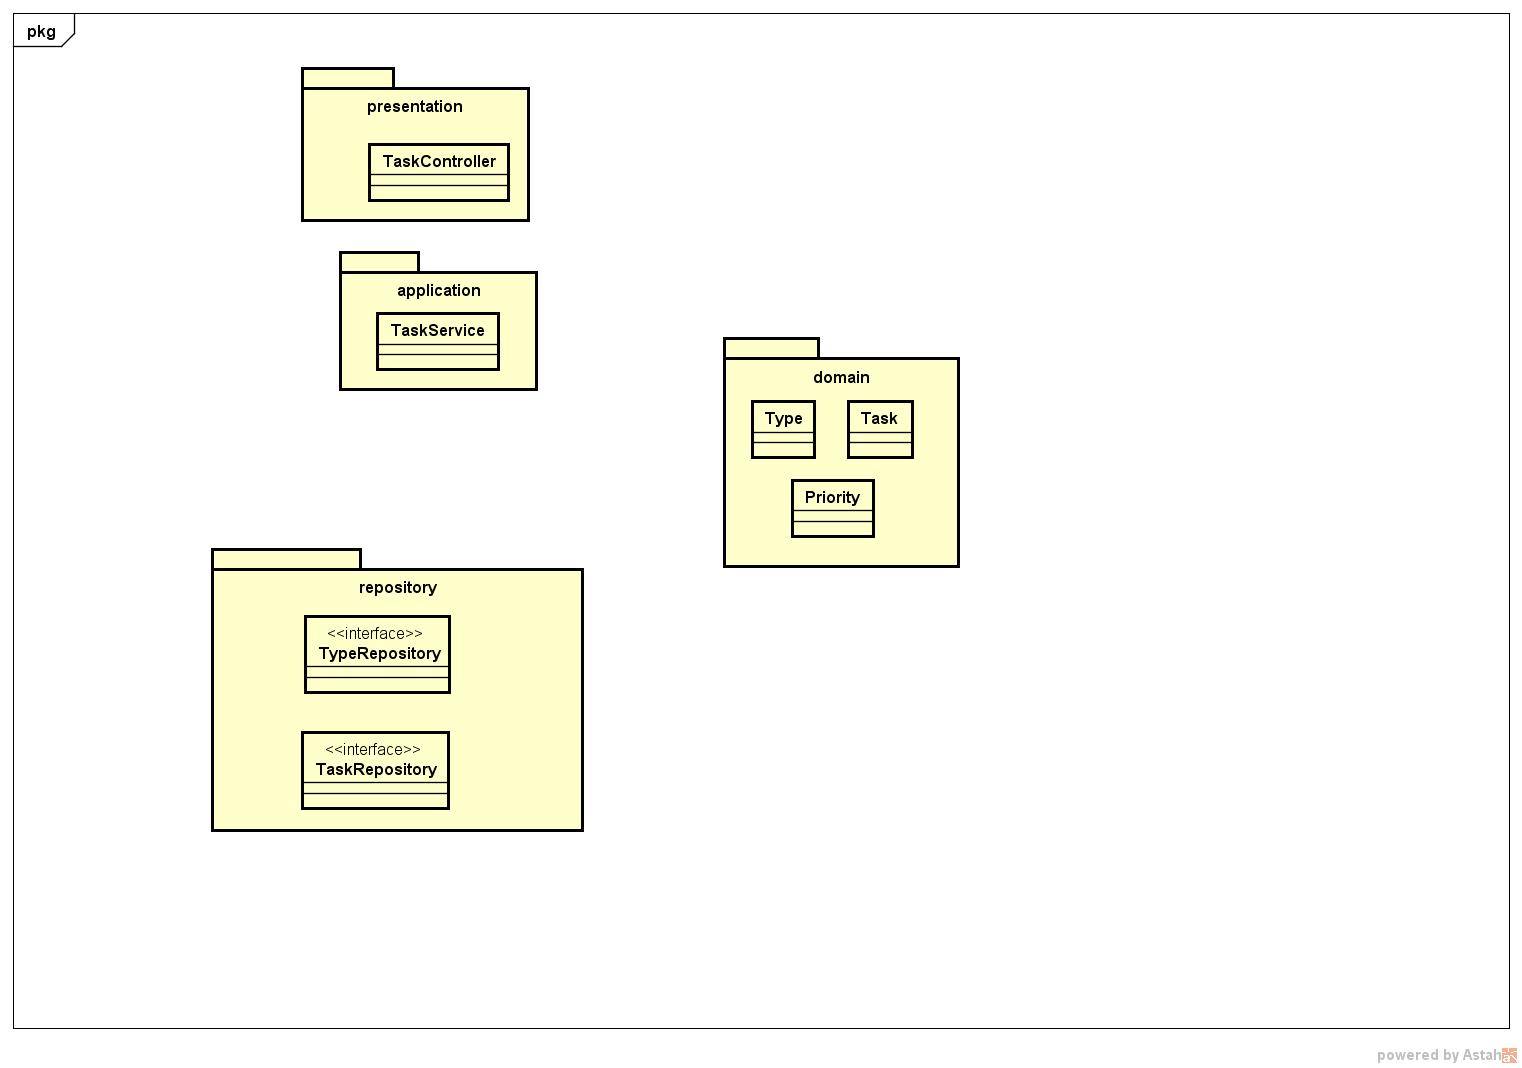 pkg
presentation
TaskController
application
TaskService
domain
Type
Task
Priority
repository
<<interface>>
TypeRepository
<<interface>>
TaskRepository
powered by Astah